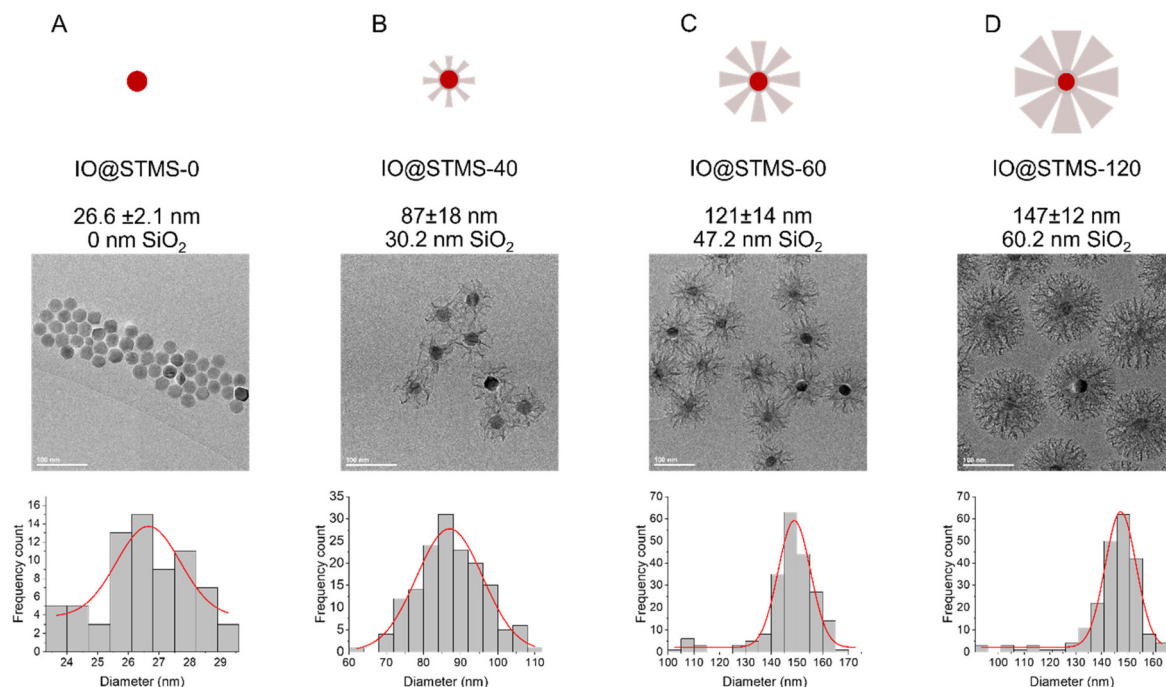 A
B
C
D
IO@STMS-0
IO@STMS-40
IO@STMS-60
IO@STMS-120
26.6 ±2.1 nm
0 nm SiO₂
87±18 nm
30.2 nm SiO₂
121±14 nm
47.2 nm SiO₂
147±12 nm
60.2 nm SiO₂
100 nm
100 nm
100 nm
100 nm
Frequency count
16
14
12
10
8
6
4
2
0
24 25 26 27 28 29
Diameter (nm)
Frequency count
35
30
25
20
15
10
5
0
60 70 80 90 100 110
Diameter (nm)
Frequency count
70
60
50
40
30
20
10
0
100 110 120 130 140 150 160 170
Diameter (nm)
Frequency count
70
60
50
40
30
20
10
0
100 110 120 130 140 150 160
Diameter (nm)